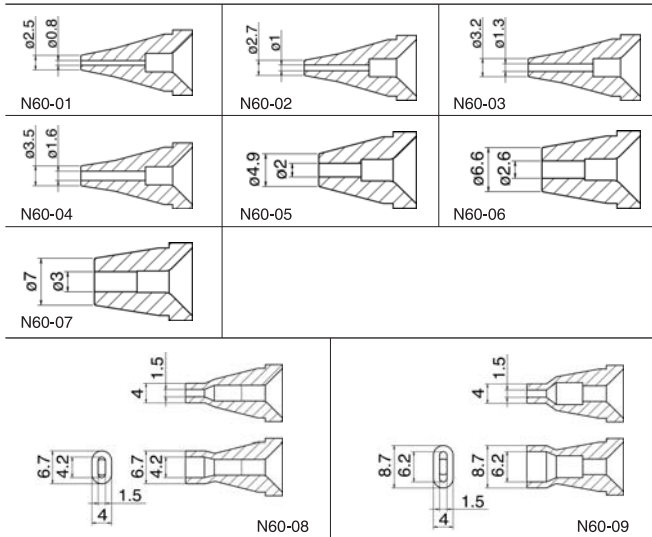 ø2.5
ø0.8
N60-01
ø2.7
ø1
N60-02
ø3.2
ø1.3
N60-03
ø3.5
ø1.6
N60-04
ø4.9
ø2
N60-05
ø6.6
ø2.6
N60-06
ø7
ø3
N60-07
4
1.5
6.7
4.2
1.5
4
6.7
4.2
N60-08
4
1.5
8.7
6.2
1.5
4
8.7
6.2
N60-09